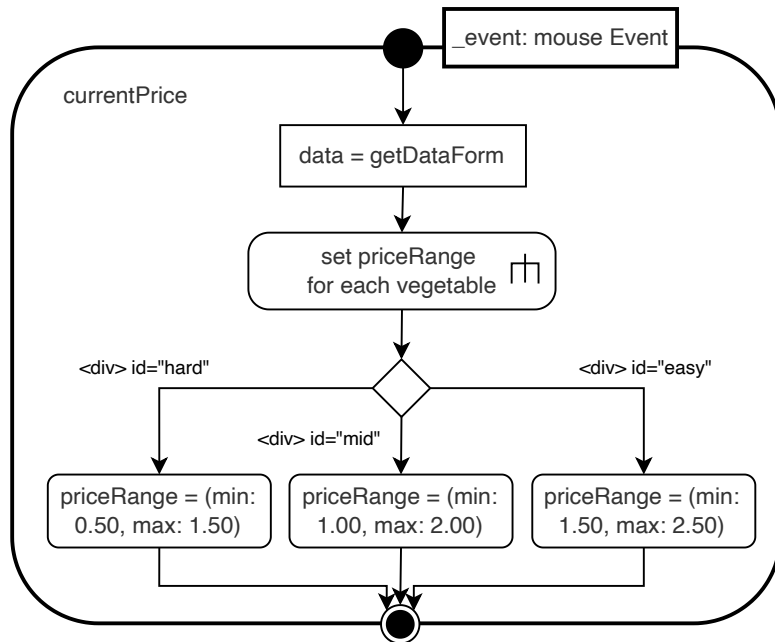 _event: mouse Event
currentPrice
data = getDataForm
set priceRange
for each vegetable
<div> id="hard"
<div> id="easy"
<div> id="mid"
priceRange = (min:
0.50, max: 1.50)
priceRange = (min:
1.00, max: 2.00)
priceRange = (min:
1.50, max: 2.50)